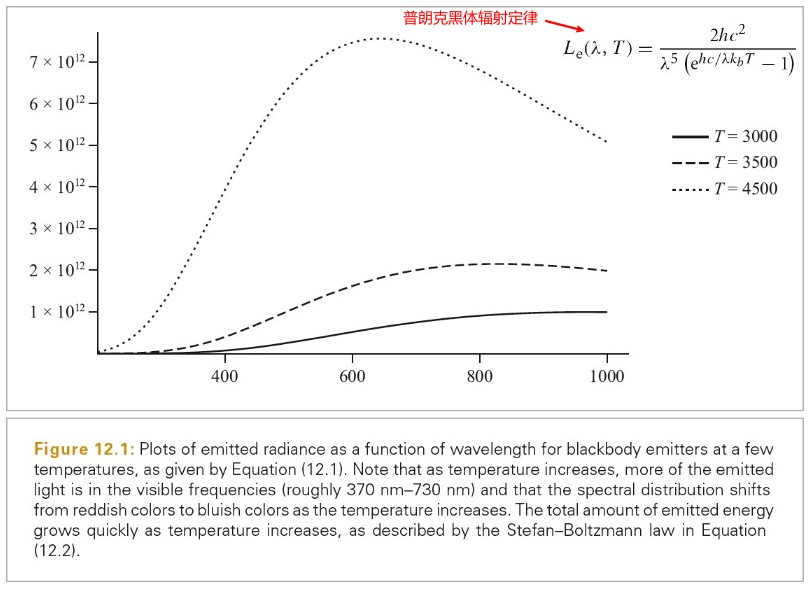 普朗克黑体辐射定律
Lₑ(λ, T) = 2hc² / λ⁵ (e^{hc/λk_bT} − 1)
7 × 10¹²
6 × 10¹²
5 × 10¹²
4 × 10¹²
3 × 10¹²
2 × 10¹²
1 × 10¹²
T = 3000
T = 3500
T = 4500
400
600
800
1000
Figure 12.1: Plots of emitted radiance as a function of wavelength for blackbody emitters at a few
temperatures, as given by Equation (12.1). Note that as temperature increases, more of the emitted
light is in the visible frequencies (roughly 370 nm–730 nm) and that the spectral distribution shifts
from reddish colors to bluish colors as the temperature increases. The total amount of emitted energy
grows quickly as temperature increases, as described by the Stefan–Boltzmann law in Equation
(12.2).